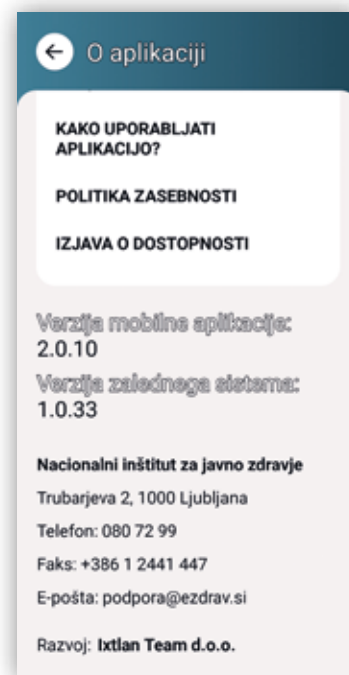 O aplikaciji
KAKO UPORABLJATI
APLIKACIJO?
POLITIKA ZASEBNOSTI
IZJAVA O DOSTOPNOSTI
Verzija mobilne aplikacije:
2.0.10
Verzija zalednega sistema:
1.0.33
Nacionalni inštitut za javno zdravje
Trubarjeva 2, 1000 Ljubljana
Telefon: 080 72 99
Faks: +386 1 2441 447
E-pošta: podpora@ezdrav.si
Razvoj: Ixtlan Team d.o.o.